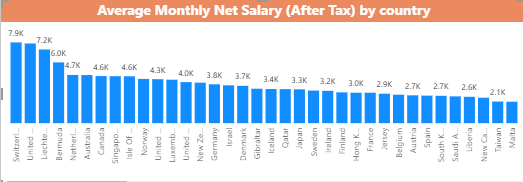 Average Monthly Net Salary (After Tax) by country
7.9K
7.2K
6.0K
4.7K
4.6K
4.6K
4.3K
4.0K
3.8K
3.7K
3.4K
3.3K
3.2K
3.0K
2.9K
2.7K
2.7K
2.6K
2.1K
Switzerl...
United ...
Liechte...
Bermuda
Netherl...
Australia
Canada
Singapo...
Isle Of ...
Norway
United ...
Luxemb...
United ...
New Ze...
Germany
Israel
Denmark
Gibraltar
Iceland
Qatar
Japan
Sweden
Ireland
Finland
Hong K...
France
Jersey
Belgium
Austria
Spain
South K...
Saudi A...
Liberia
New Ca...
Taiwan
Malta